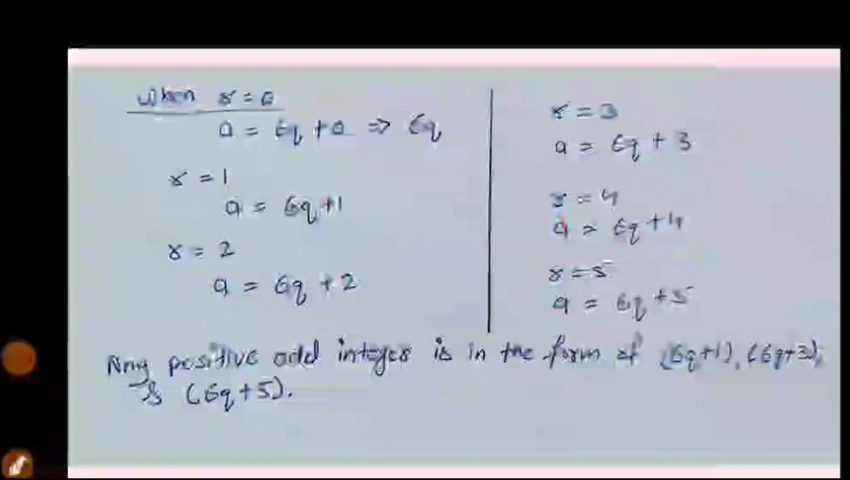 When r = 0
a = 6q + 0 ⇒ 6q
r = 1
a = 6q + 1
r = 2
a = 6q + 2
r = 3
a = 6q + 3
r = 4
a = 6q + 4
r = 5
a = 6q + 5
Any positive odd integer is in the form of (6q+1), (6q+3),
& (6q+5).